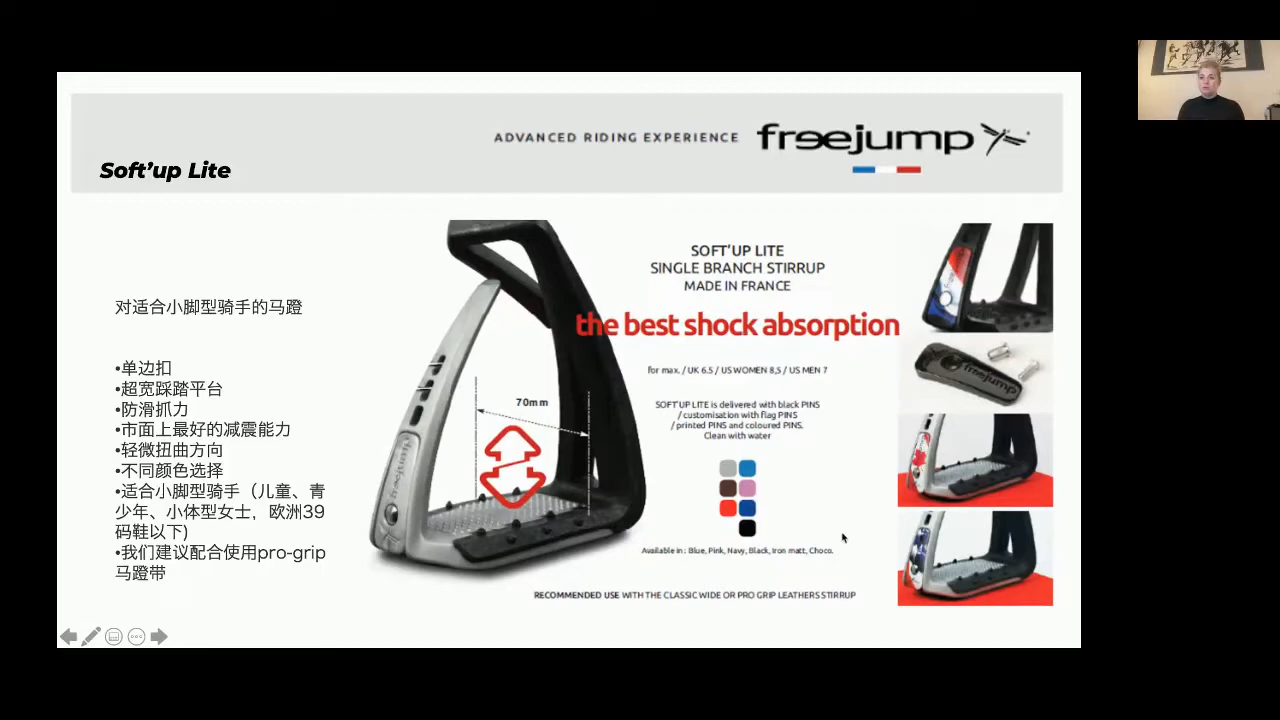 ADVANCED RIDING EXPERIENCE
freejump
Soft’up Lite
对适合小脚型骑手的马蹬
•单边扣
•超宽踩踏平台
•防滑抓力
•市面上最好的减震能力
•轻微扭曲方向
•不同颜色选择
•适合小脚型骑手（儿童、青
少年、小体型女士，欧洲39
码鞋以下)
•我们建议配合使用pro-grip
马蹬带
70mm
freejump
SOFT’UP LITE
SINGLE BRANCH STIRRUP
MADE IN FRANCE
the best shock absorption
for max. / UK 6.5 / US WOMEN 8,5 / US MEN 7
SOFT’UP LITE is delivered with black PINS
/ customisation with flag PINS
/ printed PINS and coloured PINS.
Clean with water
Available in : Blue, Pink, Navy, Black, Iron matt, Choco.
RECOMMENDED USE WITH THE CLASSIC WIDE OR PRO GRIP LEATHERS STIRRUP
freejump